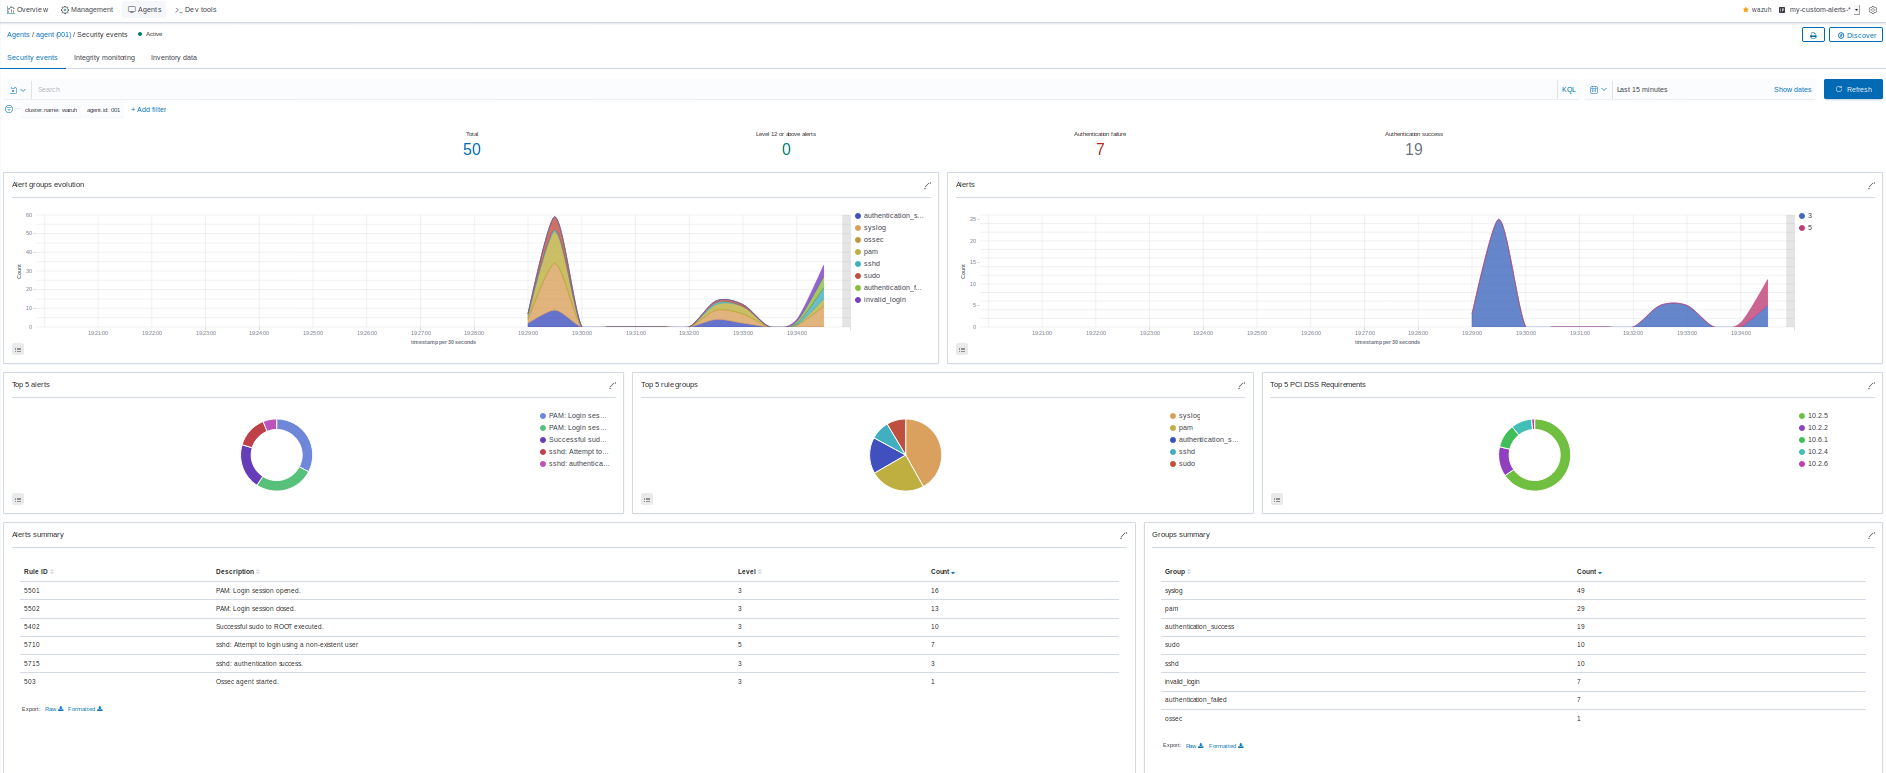 Overview Management Agents Dev tools wazuh my-custom-alerts-*
Agents / agent (001) / Security events Active Discover
Security events Integrity monitoring Inventory data
Search KQL Last 15 minutes Show dates Refresh
cluster.name: wazuh agent.id: 001 + Add filter
Total Level 12 or above alerts Authentication failure Authentication success
50 0 7 19
Alert groups evolution
60
50
40
30
20
10
0
Count
19:21:00 19:22:00 19:23:00 19:24:00 19:25:00 19:26:00 19:27:00 19:28:00 19:29:00 19:30:00 19:31:00 19:32:00 19:33:00 19:34:00
timestamp per 30 seconds
authentication_s...
syslog
ossec
pam
sshd
sudo
authentication_f...
invalid_login
Alerts
25
20
15
10
5
0
Count
19:21:00 19:22:00 19:23:00 19:24:00 19:25:00 19:26:00 19:27:00 19:28:00 19:29:00 19:30:00 19:31:00 19:32:00 19:33:00 19:34:00
timestamp per 30 seconds
3
5
Top 5 alerts
PAM: Login ses...
PAM: Login ses...
Successful sud...
sshd: Attempt to...
sshd: authentica...
Top 5 rule groups
syslog
pam
authentication_s...
sshd
sudo
Top 5 PCI DSS Requirements
10.2.5
10.2.2
10.6.1
10.2.4
10.2.6
Alerts summary
Rule ID Description Level Count
5501 PAM: Login session opened. 3 16
5502 PAM: Login session closed. 3 13
5402 Successful sudo to ROOT executed. 3 10
5710 sshd: Attempt to login using a non-existent user 5 7
5715 sshd: authentication success. 3 3
503 Ossec agent started. 3 1
Export: Raw Formatted
Groups summary
Group Count
syslog 49
pam 29
authentication_success 19
sudo 10
sshd 10
invalid_login 7
authentication_failed 7
ossec 1
Export: Raw Formatted